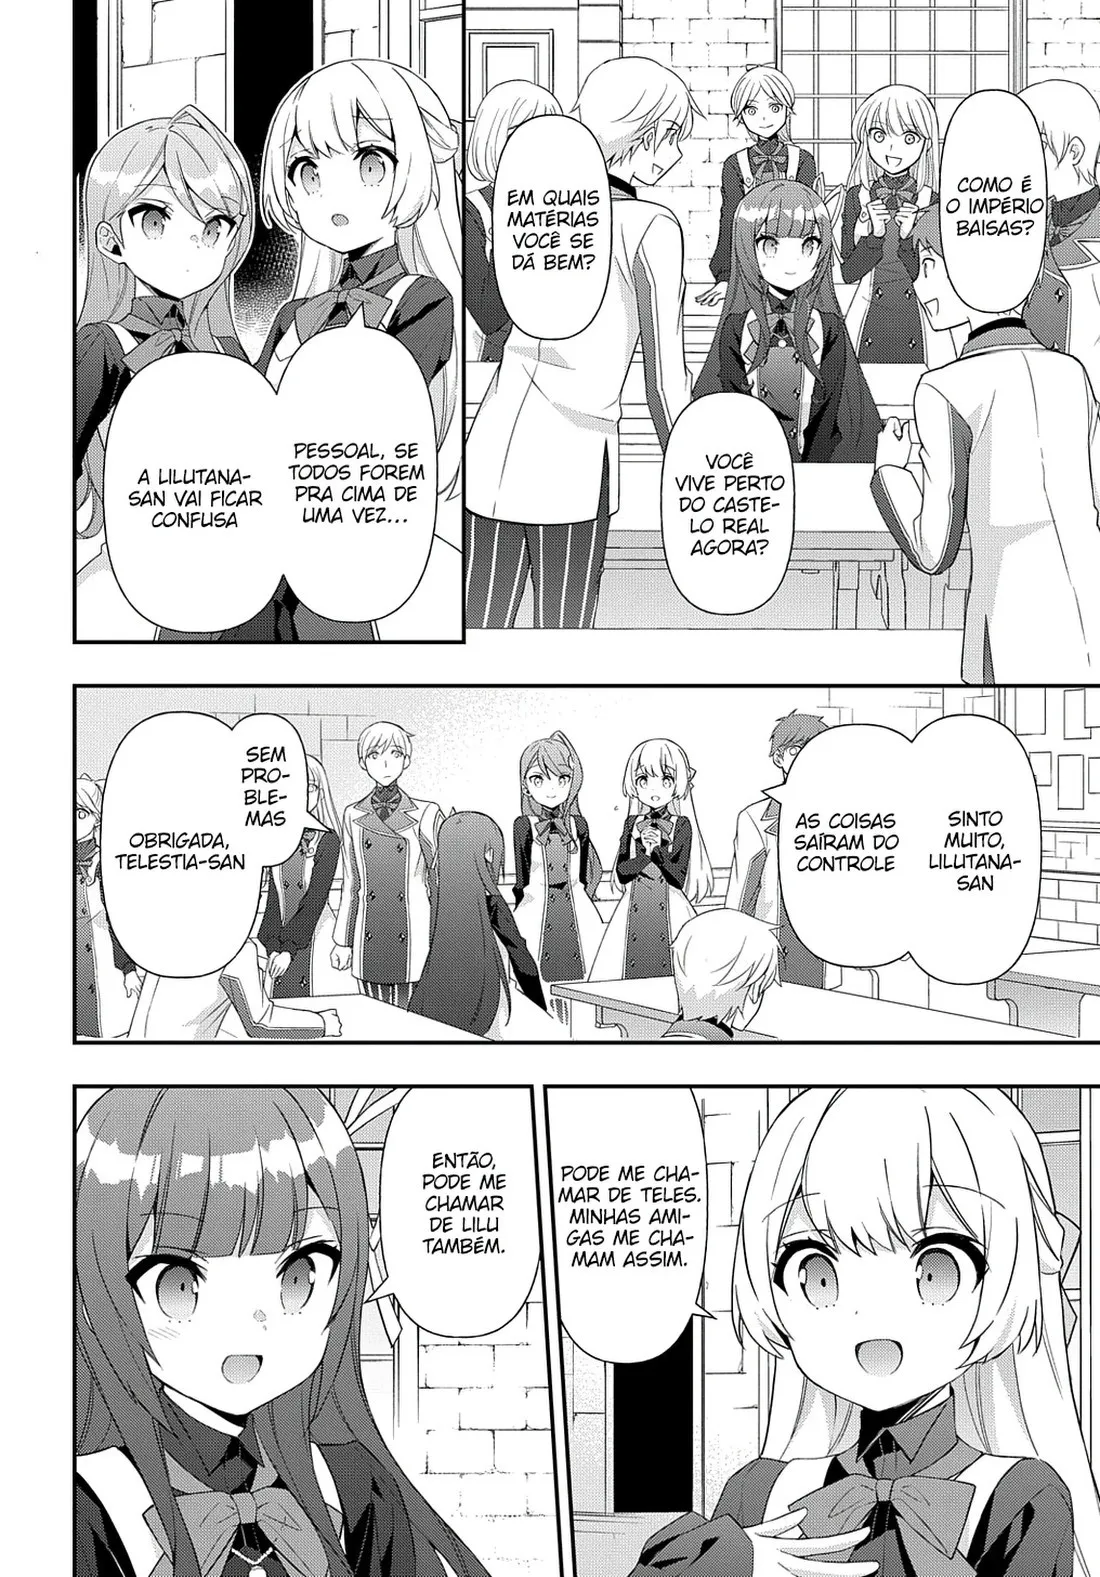 COMO É
O IMPÉRIO
BAISAS?
EM QUAIS
MATÉRIAS
VOCÊ SE
DÁ BEM?
VOCÊ
VIVE PERTO
DO CASTE-
LO REAL
AGORA?
PESSOAL, SE
TODOS FOREM
PRA CIMA DE
UMA VEZ...
A LILLITANA-
SAN VAI FICAR
CONFUSA
SINTO
MUITO,
LILLITANA-
SAN
AS COISAS
SAÍRAM DO
CONTROLE
SEM
PRO-
BLE-
MAS
OBRIGADA,
TELESTIA-SAN
PODE ME CHA-
MAR DE TELES.
MINHAS AMI-
GAS ME CHA-
MAM ASSIM.
ENTÃO,
PODE ME
CHAMAR
DE LILLI
TAMBÉM.